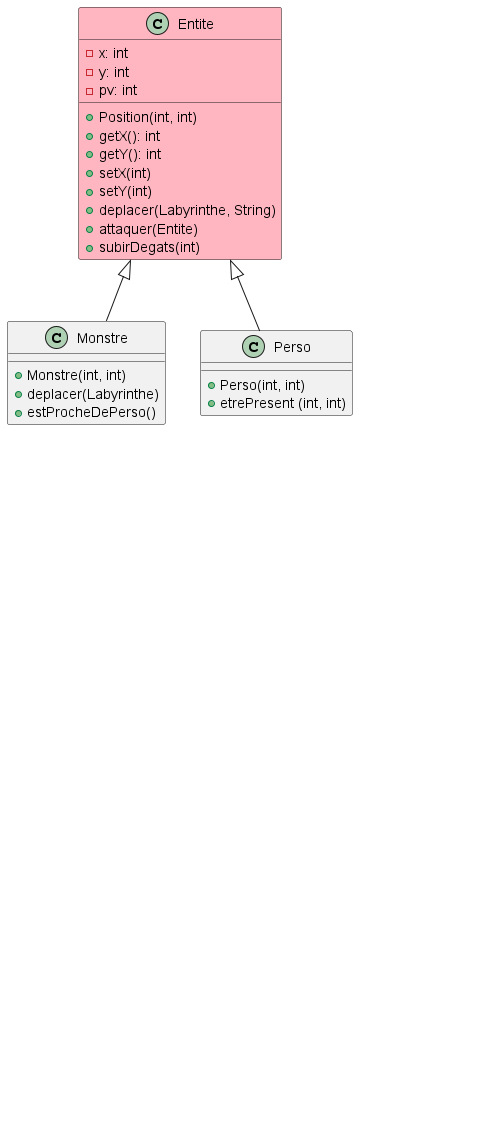 C Entite
x: int
y: int
pv: int
Position(int, int)
getX(): int
getY(): int
setX(int)
setY(int)
deplacer(Labyrinthe, String)
attaquer(Entite)
subirDegats(int)
C Monstre
Monstre(int, int)
deplacer(Labyrinthe)
estProcheDePerso()
C Perso
Perso(int, int)
etrePresent (int, int)